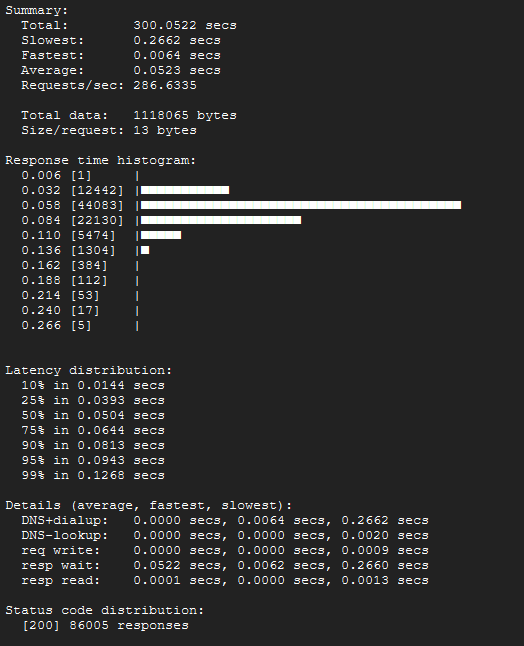 Summary:
  Total:        300.0522 secs
  Slowest:      0.2662 secs
  Fastest:      0.0064 secs
  Average:      0.0523 secs
  Requests/sec: 286.6335

  Total data:   1118065 bytes
  Size/request: 13 bytes

Response time histogram:
  0.006 [1]     |
  0.032 [12442] |■■■■■■■■■■■
  0.058 [44083] |■■■■■■■■■■■■■■■■■■■■■■■■■■■■■■■■■■■■■■■■
  0.084 [22130] |■■■■■■■■■■■■■■■■■■■■
  0.110 [5474]  |■■■■■
  0.136 [1304]  |■
  0.162 [384]   |
  0.188 [112]   |
  0.214 [53]    |
  0.240 [17]    |
  0.266 [5]     |

Latency distribution:
  10% in 0.0144 secs
  25% in 0.0393 secs
  50% in 0.0504 secs
  75% in 0.0644 secs
  90% in 0.0813 secs
  95% in 0.0943 secs
  99% in 0.1268 secs

Details (average, fastest, slowest):
  DNS+dialup:   0.0000 secs, 0.0064 secs, 0.2662 secs
  DNS-lookup:   0.0000 secs, 0.0000 secs, 0.0020 secs
  req write:    0.0000 secs, 0.0000 secs, 0.0009 secs
  resp wait:    0.0522 secs, 0.0062 secs, 0.2660 secs
  resp read:    0.0001 secs, 0.0000 secs, 0.0013 secs

Status code distribution:
  [200] 86005 responses